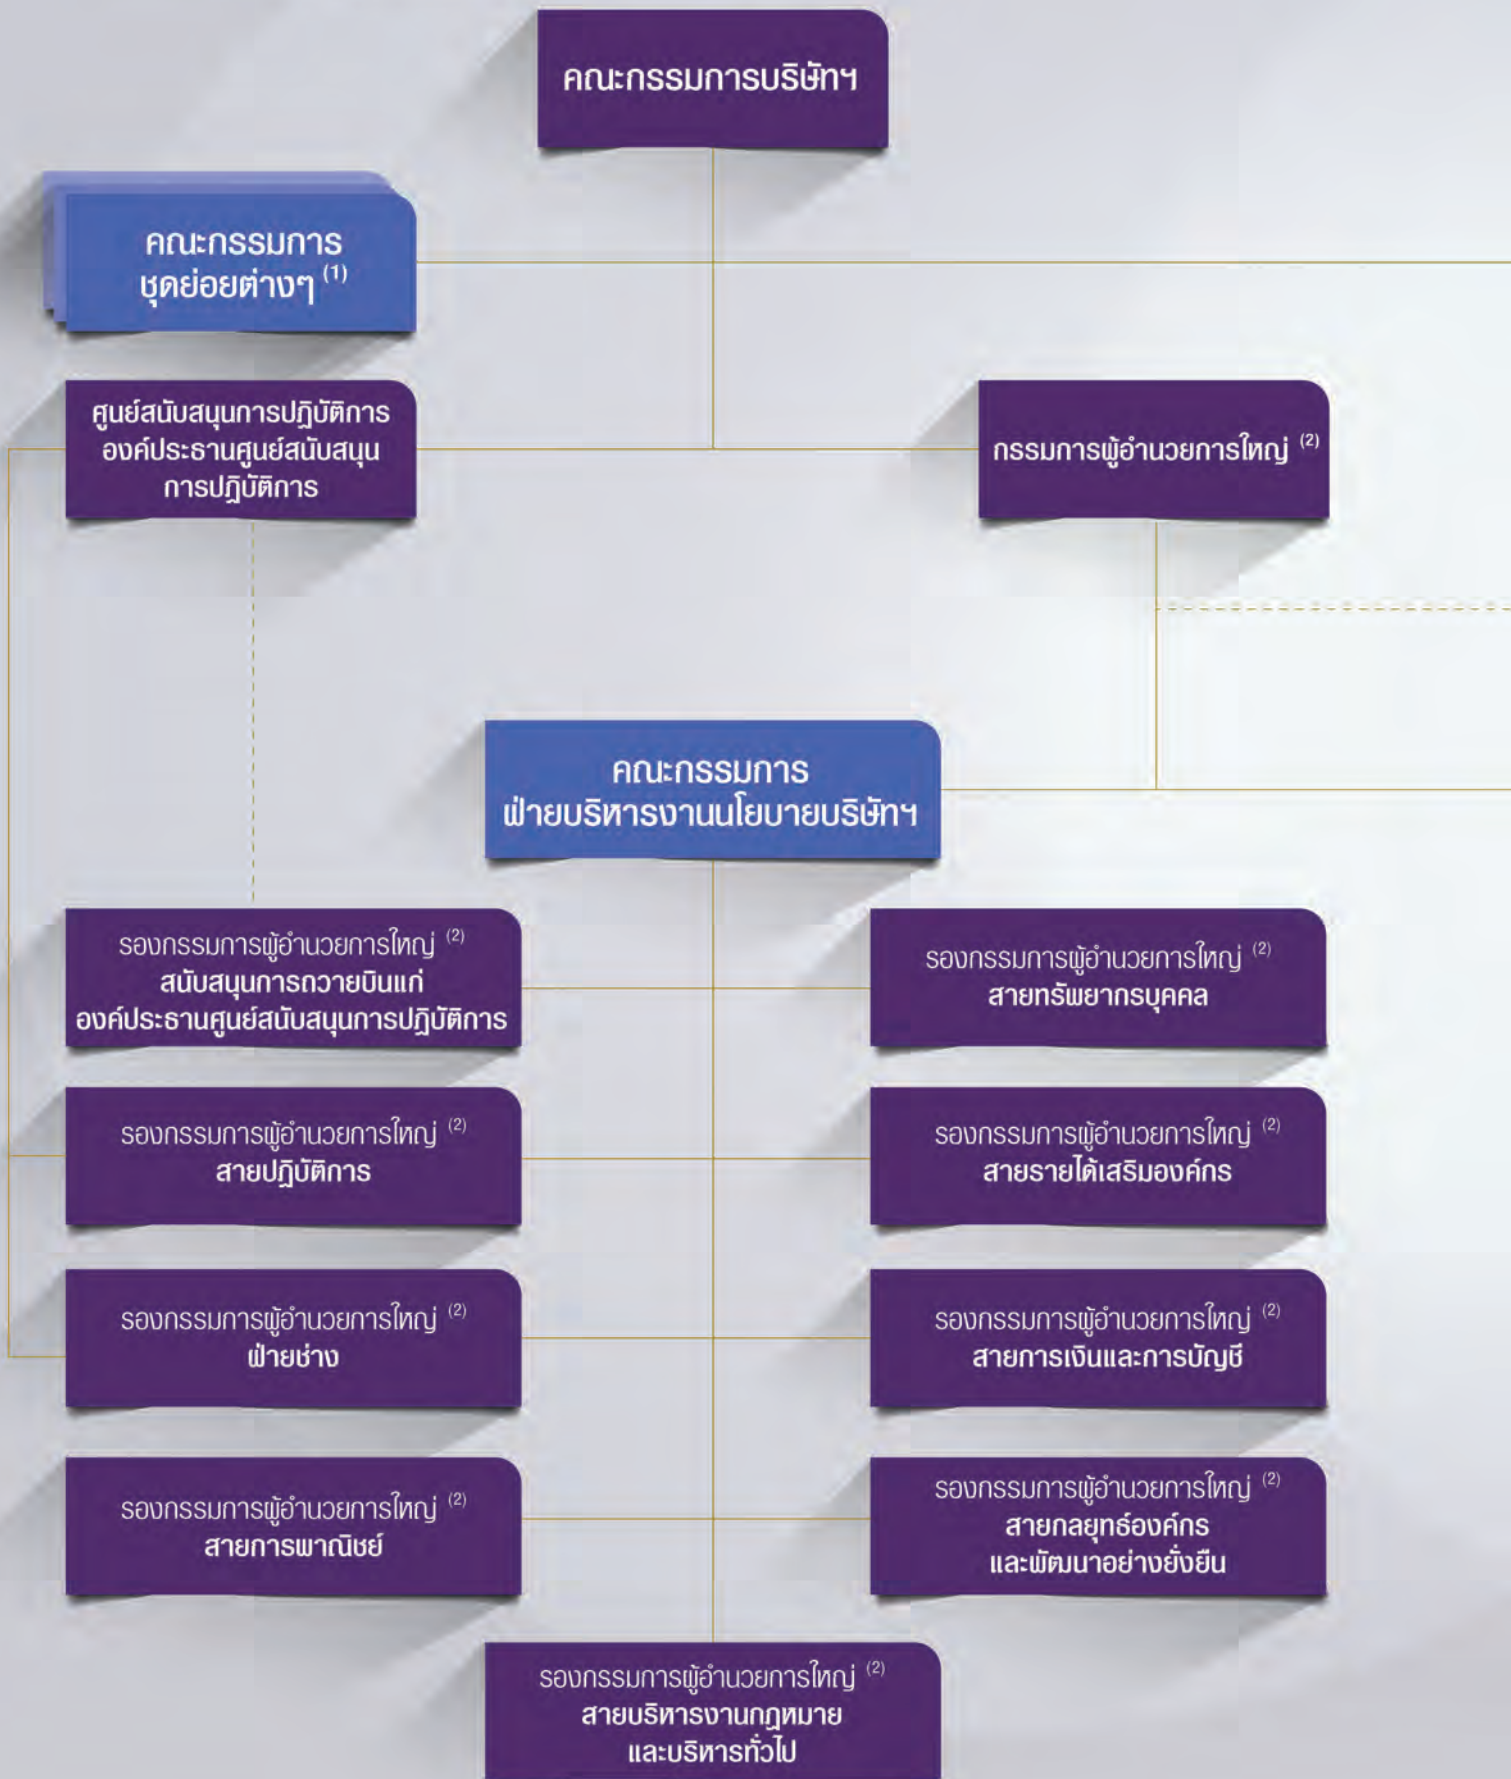 คณะกรรมการบริษัทฯ
คณะกรรมการ
ชุดย่อยต่างๆ (1)
ศูนย์สนับสนุนการปฏิบัติการ
องค์ประธานศูนย์สนับสนุน
การปฏิบัติการ
กรรมการผู้อำนวยการใหญ่ (2)
คณะกรรมการ
ฝ่ายบริหารงานนโยบายบริษัทฯ
รองกรรมการผู้อำนวยการใหญ่ (2)
สนับสนุนการถวายบินแก่
องค์ประธานศูนย์สนับสนุนการปฏิบัติการ
รองกรรมการผู้อำนวยการใหญ่ (2)
สายทรัพยากรบุคคล
รองกรรมการผู้อำนวยการใหญ่ (2)
สายปฏิบัติการ
รองกรรมการผู้อำนวยการใหญ่ (2)
สายรายได้เสริมองค์กร
รองกรรมการผู้อำนวยการใหญ่ (2)
ฝ่ายช่าง
รองกรรมการผู้อำนวยการใหญ่ (2)
สายการเงินและการบัญชี
รองกรรมการผู้อำนวยการใหญ่ (2)
สายการพาณิชย์
รองกรรมการผู้อำนวยการใหญ่ (2)
สายกลยุทธ์องค์กร
และพัฒนาอย่างยั่งยืน
รองกรรมการผู้อำนวยการใหญ่ (2)
สายบริหารงานกฎหมาย
และบริหารทั่วไป